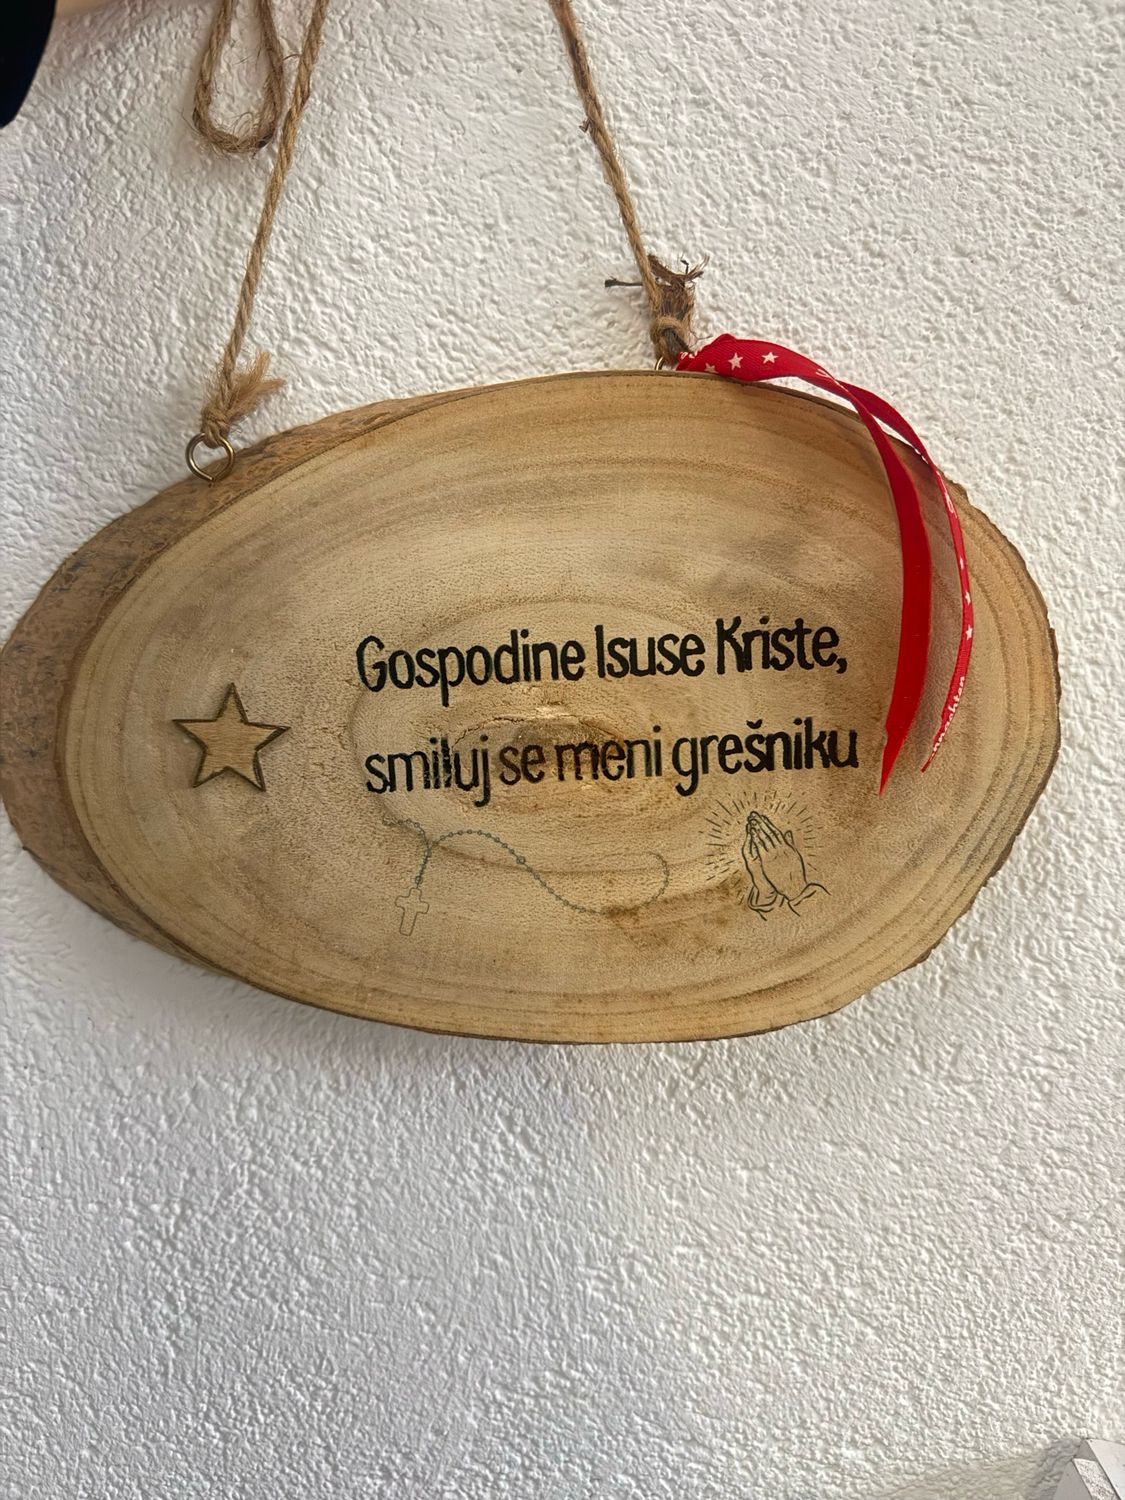 Gospodine Isuse Kriste,
smiluj se meni grešniku